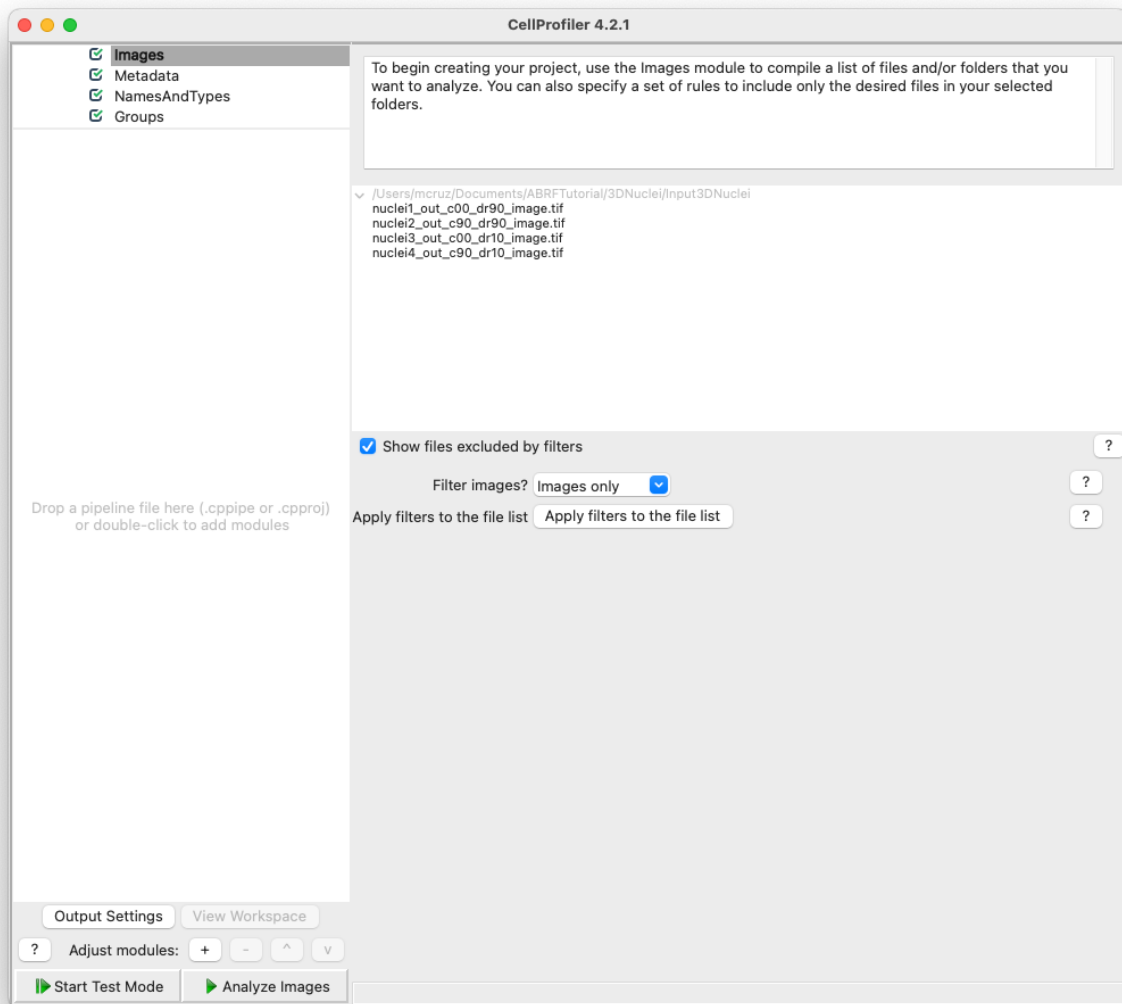 CellProfiler 4.2.1
Images
Metadata
NamesAndTypes
Groups
To begin creating your project, use the Images module to compile a list of files and/or folders that you
want to analyze. You can also specify a set of rules to include only the desired files in your selected
folders.
/Users/mcruz/Documents/ABRFTutorial/3DNuclei/Input3DNuclei
nuclei1_out_c00_dr90_image.tif
nuclei2_out_c90_dr90_image.tif
nuclei3_out_c00_dr10_image.tif
nuclei4_out_c90_dr10_image.tif
Show files excluded by filters ?
Filter images? Images only ?
Apply filters to the file list Apply filters to the file list ?
Drop a pipeline file here (.cppipe or .cpproj)
or double-click to add modules
Output Settings View Workspace
? Adjust modules: + - ^ v
Start Test Mode Analyze Images